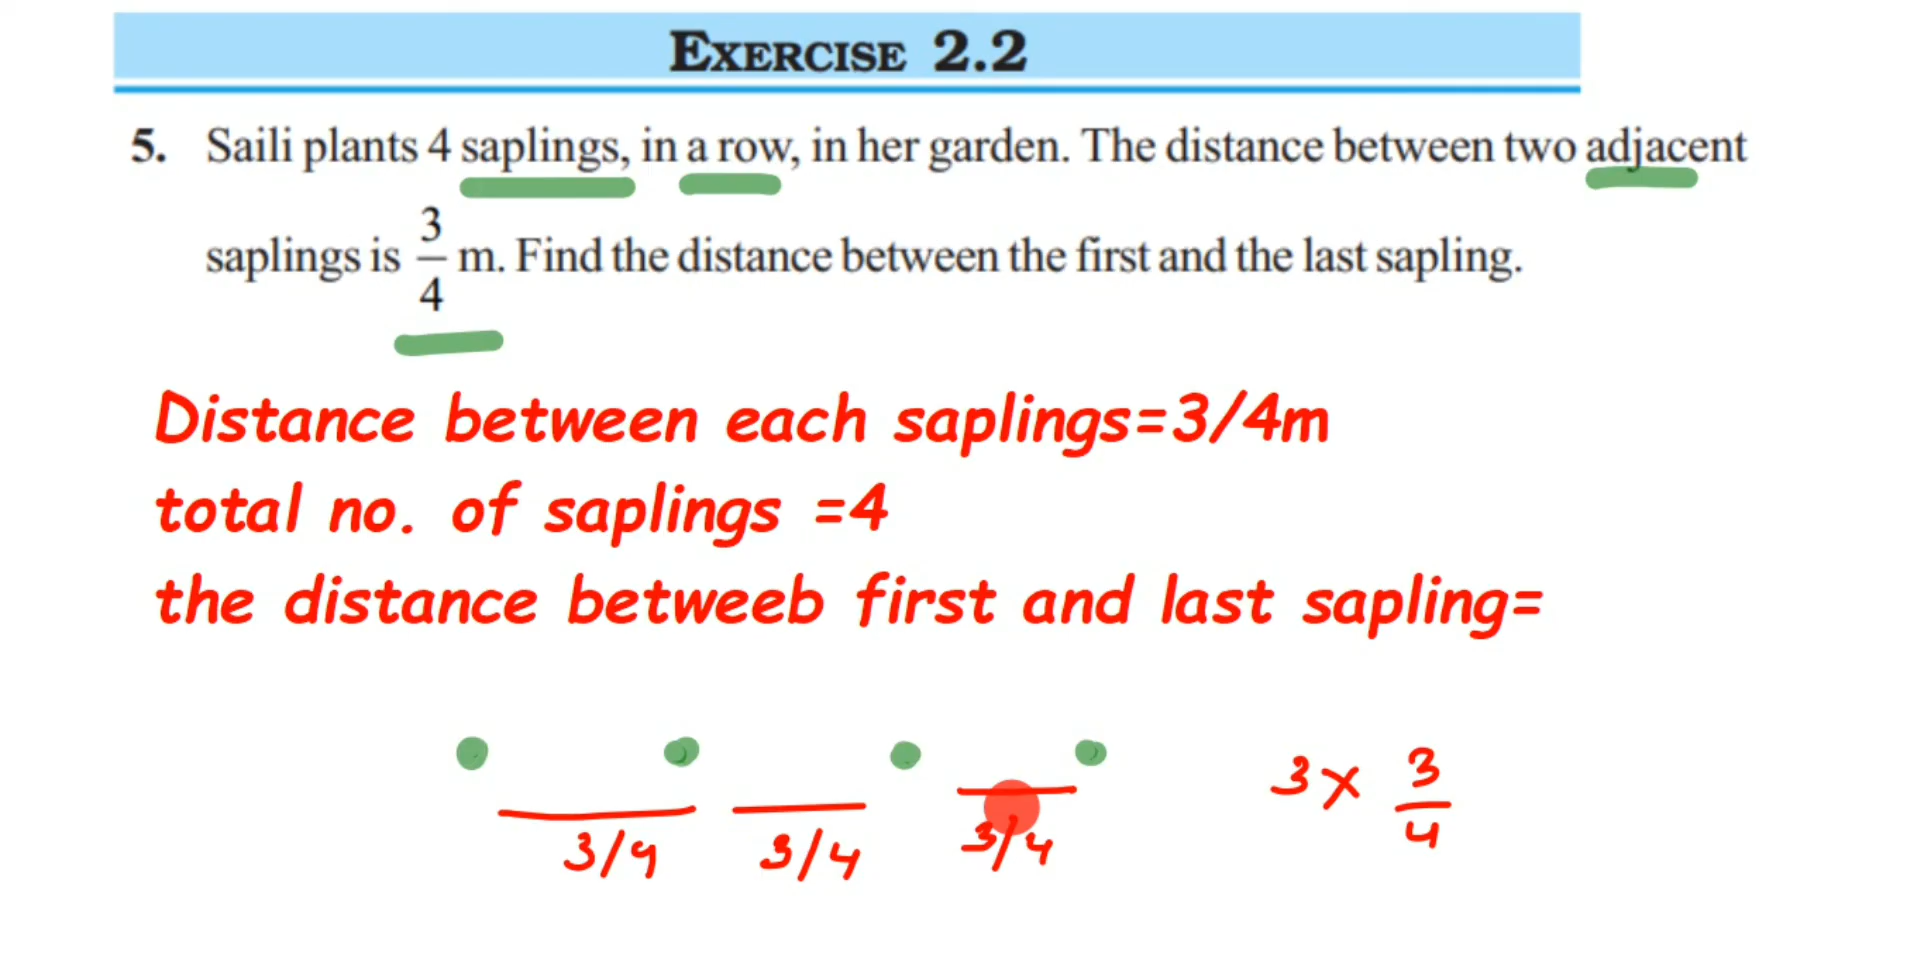 EXERCISE 2.2
5. Saili plants 4 saplings, in a row, in her garden. The distance between two adjacent
saplings is 3/4 m. Find the distance between the first and the last sapling.
Distance between each saplings=3/4m
total no. of saplings =4
the distance betweeb first and last sapling=
3/4 3/4 3/4 3 × 3/4